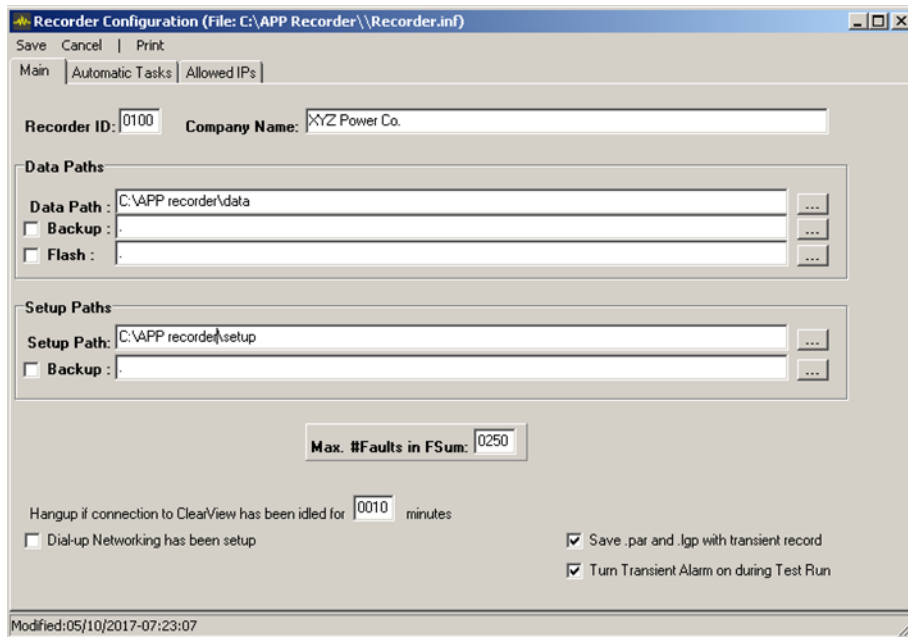 Recorder Configuration (File: C:\APP Recorder\\Recorder.inf)
Save Cancel | Print
Main Automatic Tasks Allowed IPs
Recorder ID: 0100 Company Name: XYZ Power Co.
Data Paths
Data Path : C:\APP recorder\data ...
Backup : . ...
Flash : . ...
Setup Paths
Setup Path: C:\APP recorder\setup ...
Backup : . ...
Max. #Faults in FSum: 0250
Hangup if connection to ClearView has been idled for 0010 minutes
Dial-up Networking has been setup
Save .par and .lgp with transient record
Turn Transient Alarm on during Test Run
Modified:05/10/2017-07:23:07